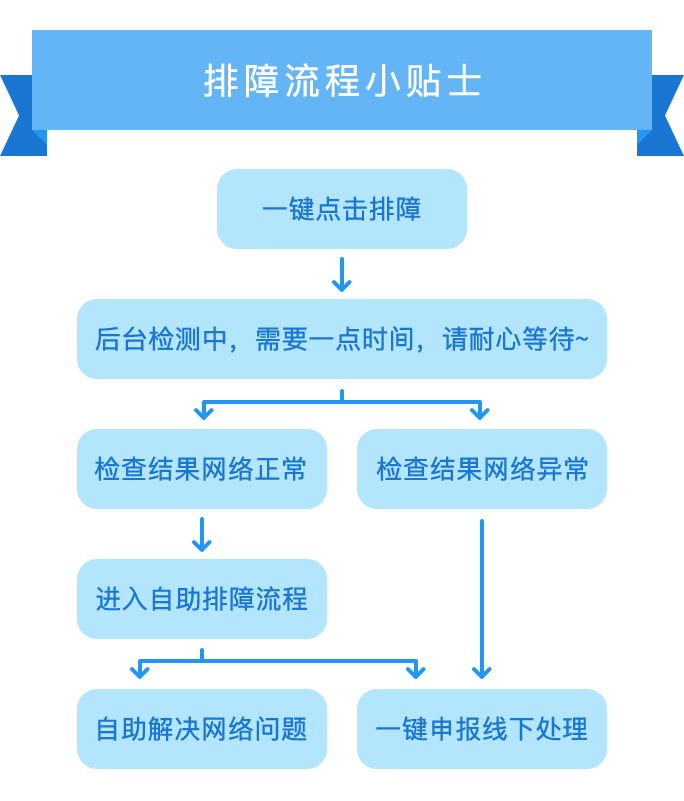 排障流程小贴士
一键点击排障
后台检测中，需要一点时间，请耐心等待~
检查结果网络正常
检查结果网络异常
进入自助排障流程
自助解决网络问题
一键申报线下处理